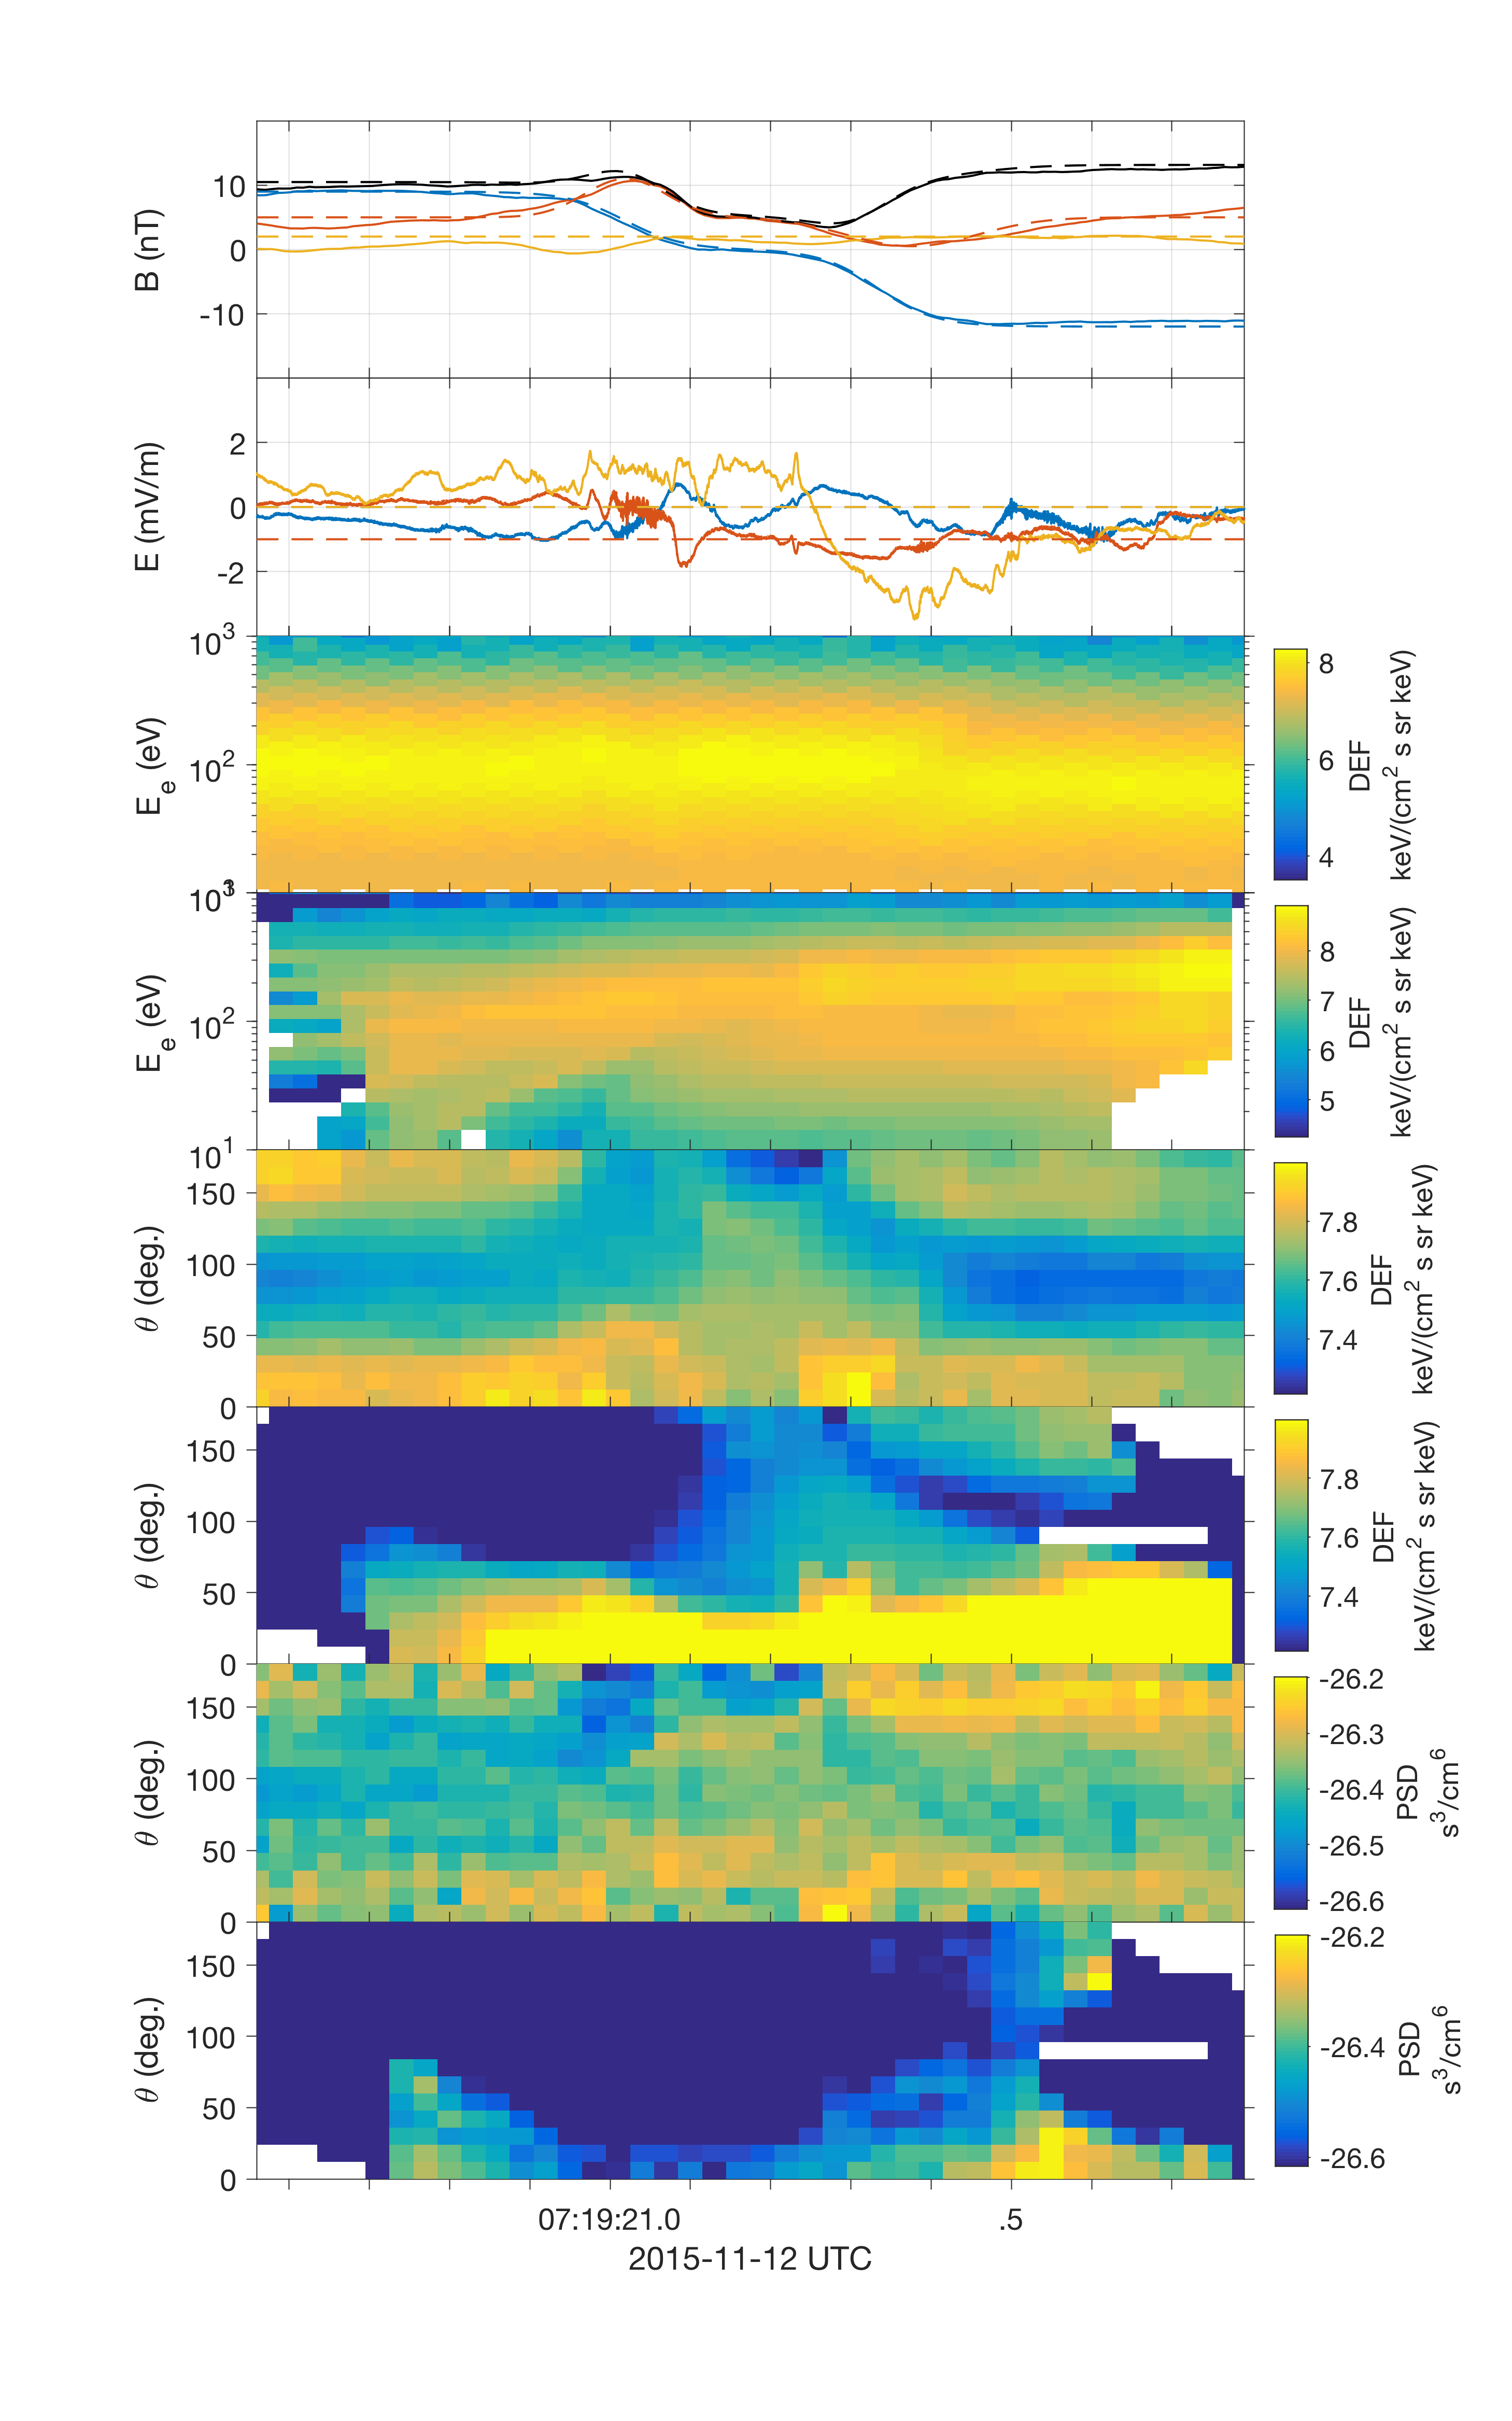 10
0
-10
B (nT)
2
0
-2
E (mV/m)
10³
10²
E_e (eV)
8
6
4
DEF
keV/(cm² s sr keV)
10³
10²
10¹
E_e (eV)
8
7
6
5
DEF
keV/(cm² s sr keV)
150
100
50
0
θ (deg.)
7.8
7.6
7.4
DEF
keV/(cm² s sr keV)
150
100
50
0
θ (deg.)
7.8
7.6
7.4
DEF
keV/(cm² s sr keV)
150
100
50
0
θ (deg.)
-26.2
-26.3
-26.4
-26.5
-26.6
PSD
s³/cm⁶
150
100
50
0
θ (deg.)
-26.2
-26.4
-26.6
PSD
s³/cm⁶
07:19:21.0
.5
2015-11-12 UTC